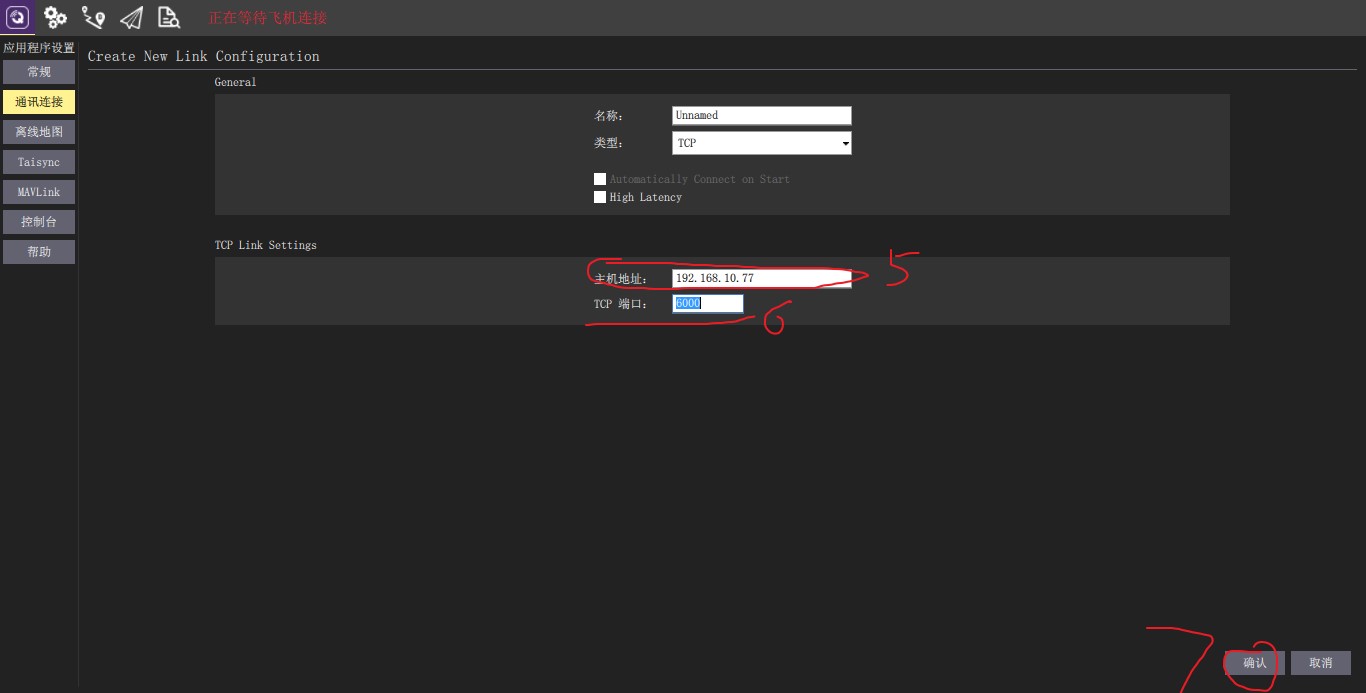 正在等待飞机连接
应用程序设置
Create New Link Configuration
常规
General
通讯连接
名称: Unnamed
离线地图
类型: TCP
Taisync
Automatically Connect on Start
MAVLink
High Latency
控制台
帮助
TCP Link Settings
主机地址: 192.168.10.77 5
TCP 端口: 6000 6
7 确认 取消